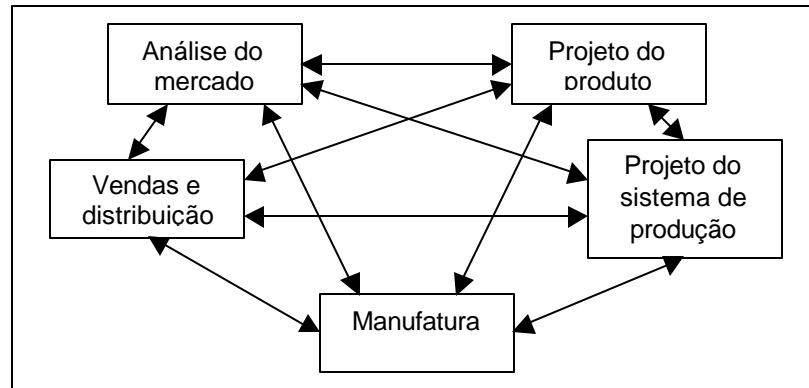 Análise do
mercado
Projeto do
produto
Vendas e
distribuição
Projeto do
sistema de
produção
Manufatura